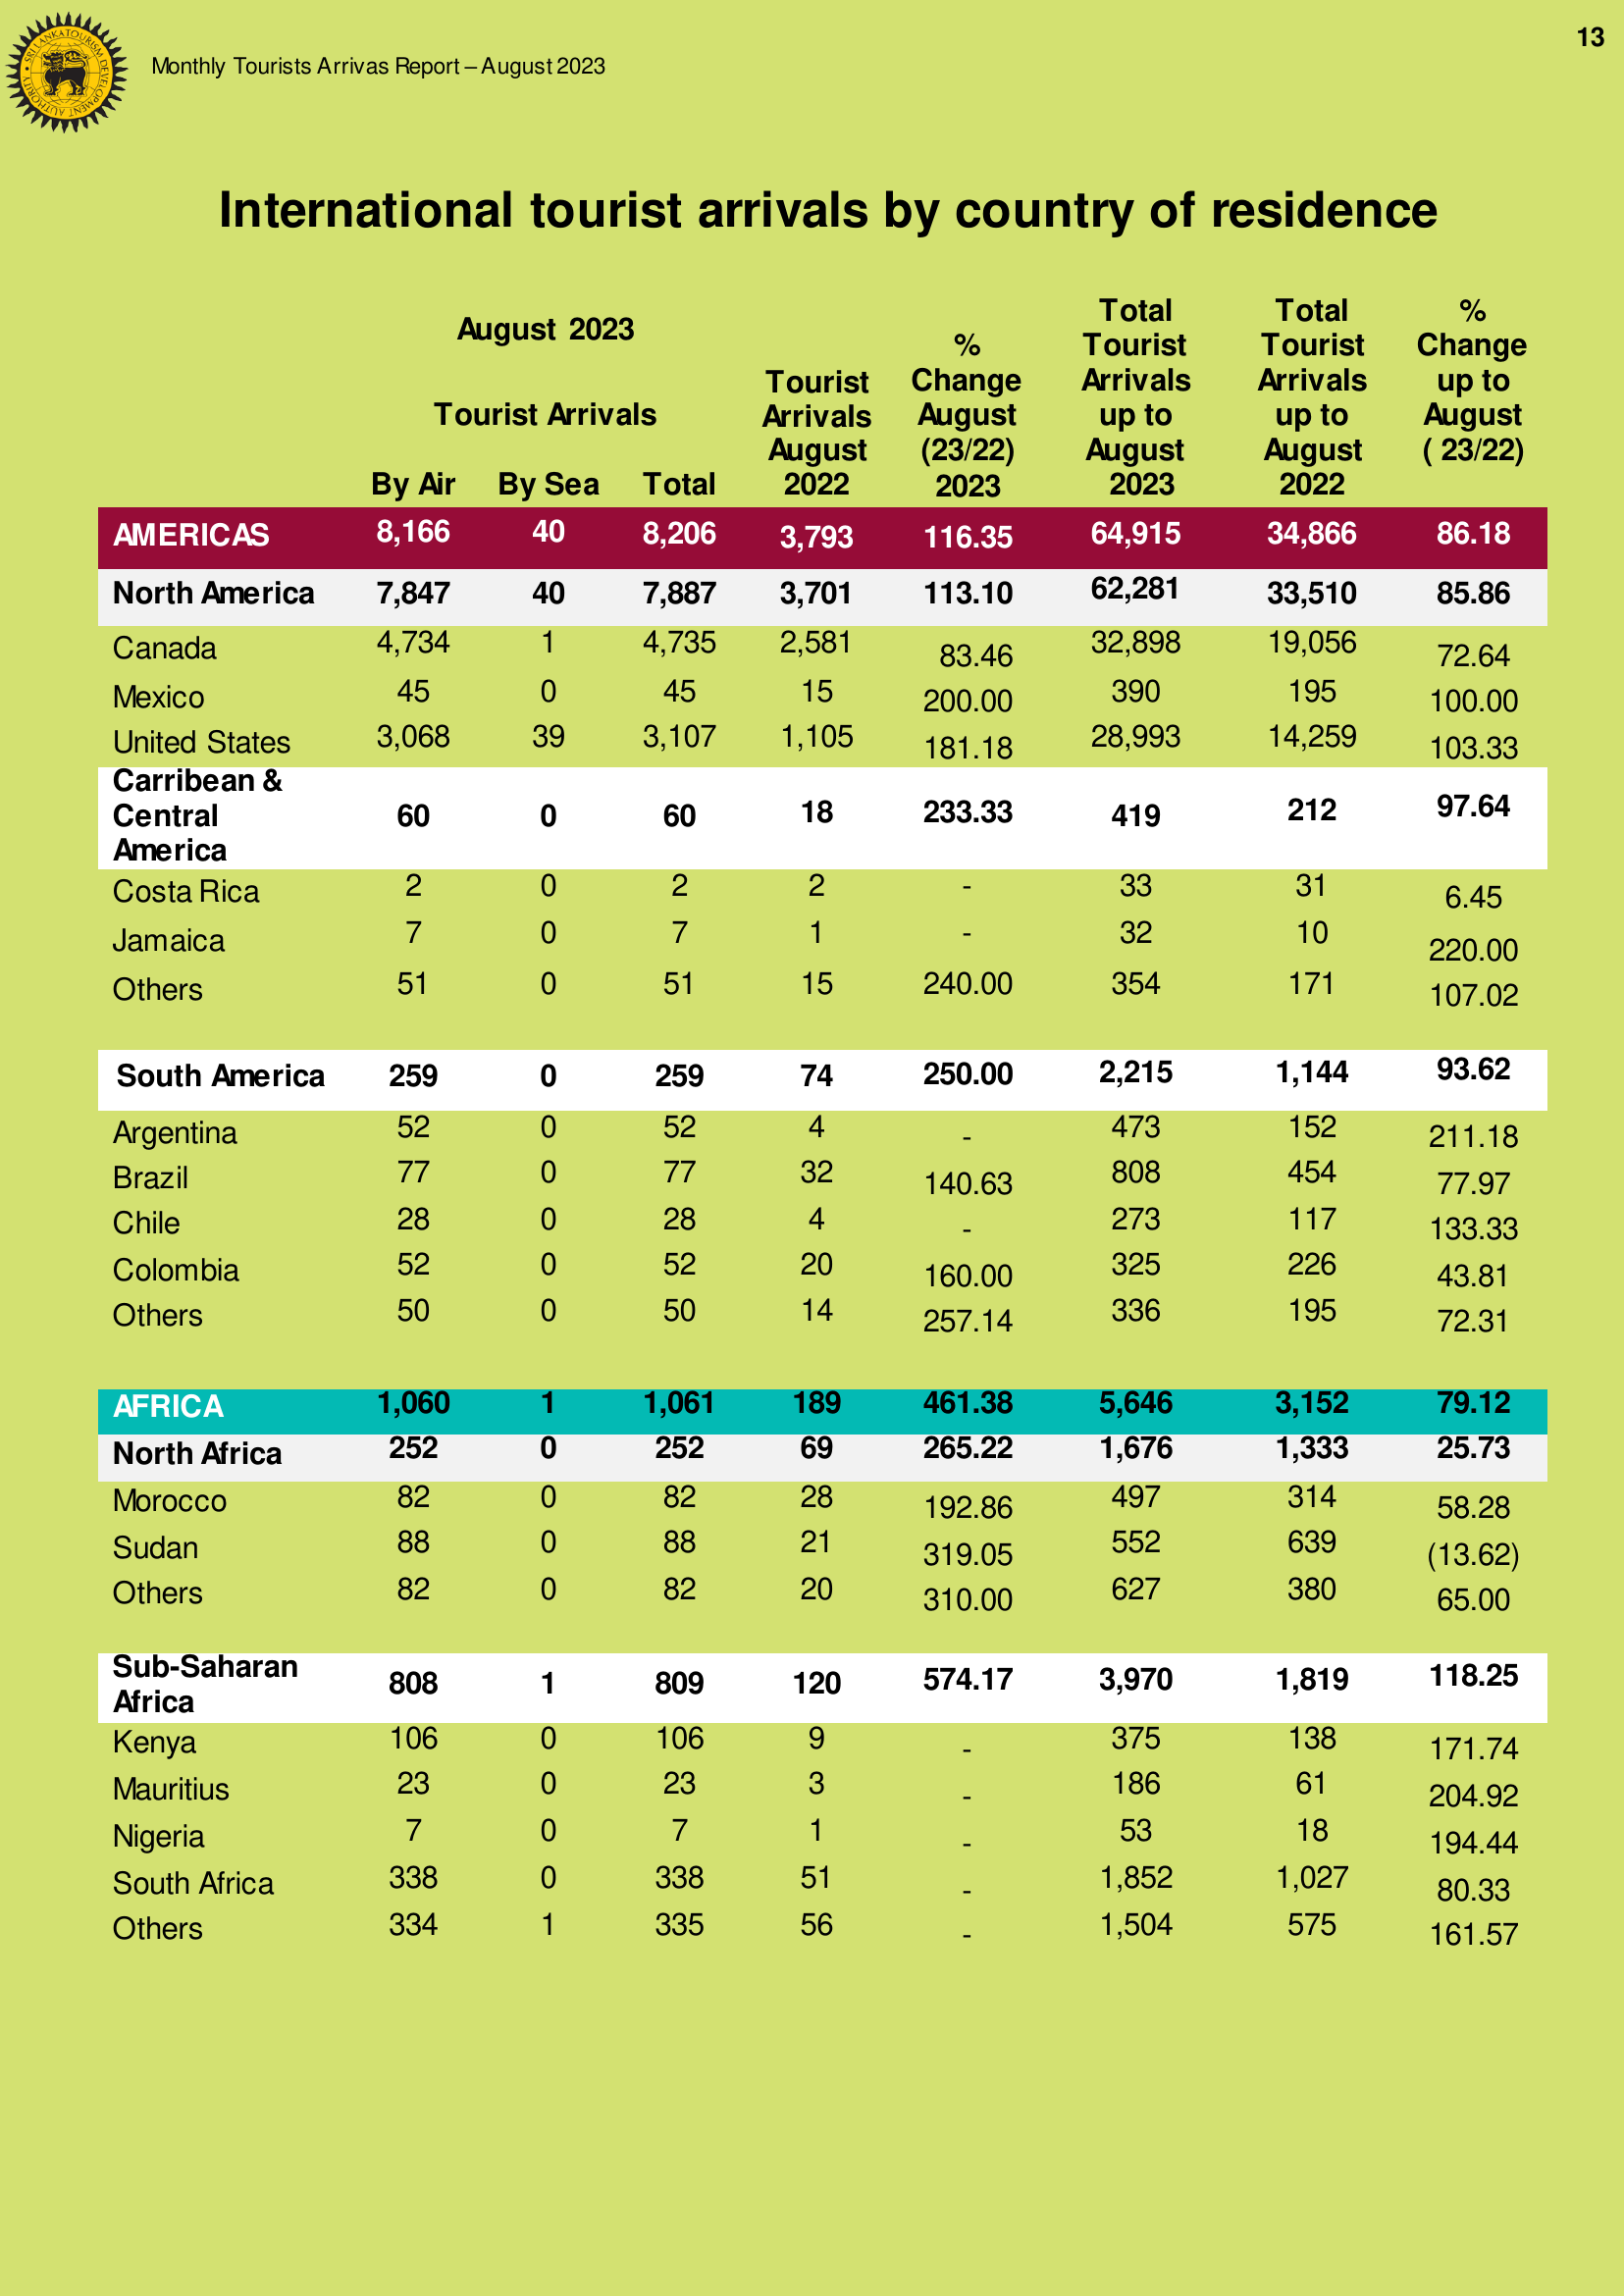 13
SRI LANKA TOURISM DEVELOPMENT AUTHORITY
Monthly Tourists Arrivas Report – August 2023
International tourist arrivals by country of residence
August 2023
Tourist Arrivals
By Air By Sea Total
Tourist
Arrivals
August
2022
%
Change
August
(23/22)
2023
Total
Tourist
Arrivals
up to
August
2023
Total
Tourist
Arrivals
up to
August
2022
%
Change
up to
August
( 23/22)
AMERICAS 8,166 40 8,206 3,793 116.35 64,915 34,866 86.18
North America 7,847 40 7,887 3,701 113.10 62,281 33,510 85.86
Canada 4,734 1 4,735 2,581 83.46 32,898 19,056 72.64
Mexico 45 0 45 15 200.00 390 195 100.00
United States 3,068 39 3,107 1,105 181.18 28,993 14,259 103.33
Carribean &
Central
America
60 0 60 18 233.33 419 212 97.64
Costa Rica 2 0 2 2 - 33 31 6.45
Jamaica 7 0 7 1 - 32 10 220.00
Others 51 0 51 15 240.00 354 171 107.02
South America 259 0 259 74 250.00 2,215 1,144 93.62
Argentina 52 0 52 4 - 473 152 211.18
Brazil 77 0 77 32 140.63 808 454 77.97
Chile 28 0 28 4 - 273 117 133.33
Colombia 52 0 52 20 160.00 325 226 43.81
Others 50 0 50 14 257.14 336 195 72.31
AFRICA 1,060 1 1,061 189 461.38 5,646 3,152 79.12
North Africa 252 0 252 69 265.22 1,676 1,333 25.73
Morocco 82 0 82 28 192.86 497 314 58.28
Sudan 88 0 88 21 319.05 552 639 (13.62)
Others 82 0 82 20 310.00 627 380 65.00
Sub-Saharan
Africa
808 1 809 120 574.17 3,970 1,819 118.25
Kenya 106 0 106 9 - 375 138 171.74
Mauritius 23 0 23 3 - 186 61 204.92
Nigeria 7 0 7 1 - 53 18 194.44
South Africa 338 0 338 51 - 1,852 1,027 80.33
Others 334 1 335 56 - 1,504 575 161.57